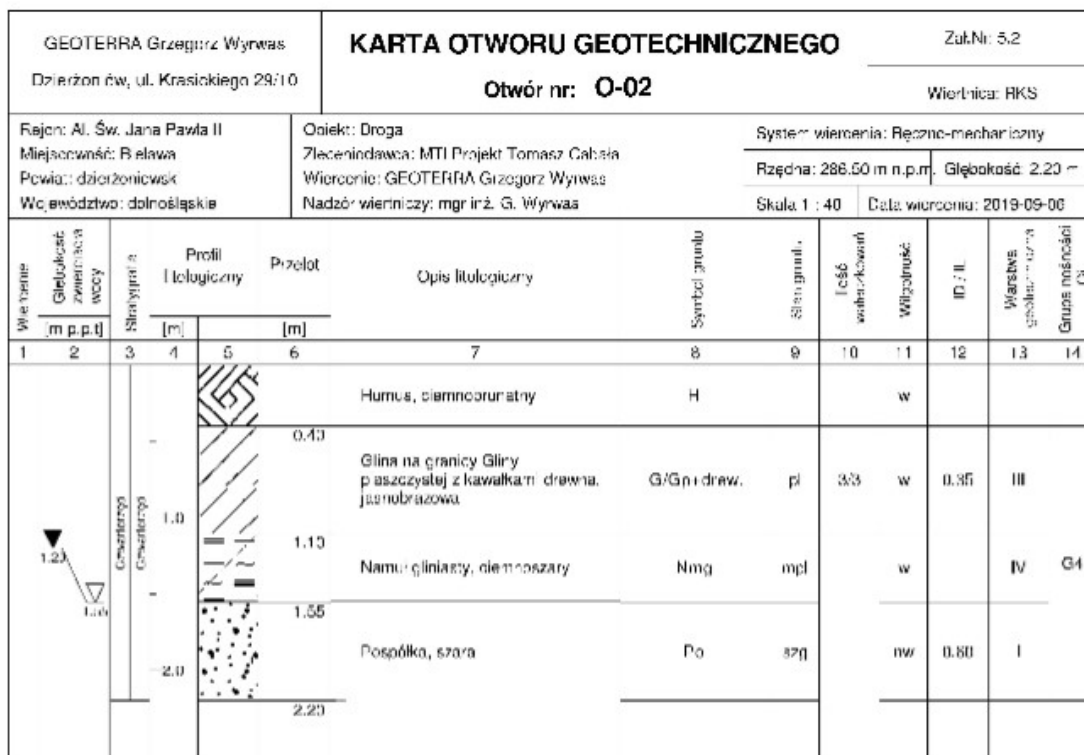 GEOTERRA Grzegorz Wyrwas
Dzierżoniów, ul. Krasickiego 29/10
KARTA OTWORU GEOTECHNICZNEGO
Otwór nr: O-02
Zał.Nr: 5.2
Wiertnica: RKS
Rejon: Al. Św. Jana Pawła II
Miejscowość: Bielawa
Powiat: dzierżoniowski
Województwo: dolnośląskie
Obiekt: Droga
Zleceniodawca: MTI Projekt Tomasz Cabała
Wiercenie: GEOTERRA Grzegorz Wyrwas
Nadzór wiertniczy: mgr inż. G. Wyrwas
System wiercenia: Ręczno-mechaniczny
Rzędna: 286.50 m n.p.m. Głębokość: 2.20 m
Skala 1 : 40 Data wiercenia: 2019-09-06
Wiercenie
Głębokość zwierciadła wody
[m p.p.t]
Stratygrafia
Profil litologiczny
[m]
Przelot
[m]
Opis litologiczny
Symbol gruntu
Stan gruntu
Ilość wałeczkowań
Wilgotność
ID / IL
Warstwa geotechniczna
Grupa nośności
1 2 3 4 5 6 7 8 9 10 11 12 13 14
Humus, ciemnobrunatny H w
0.40
Glina na granicy Gliny
piaszczystej z kawałkami drewna,
jasnobrązowa
G/Gp+drew. pl 3/3 w 0.35 III
1.0
1.10
1.20
Czwartorzęd
Czwartorzęd
Namuł gliniasty, ciemnoszary Nmg mpl w IV G4
1.55
1.55
Pospółka, szara Po szg nw 0.60 I
2.0
2.20